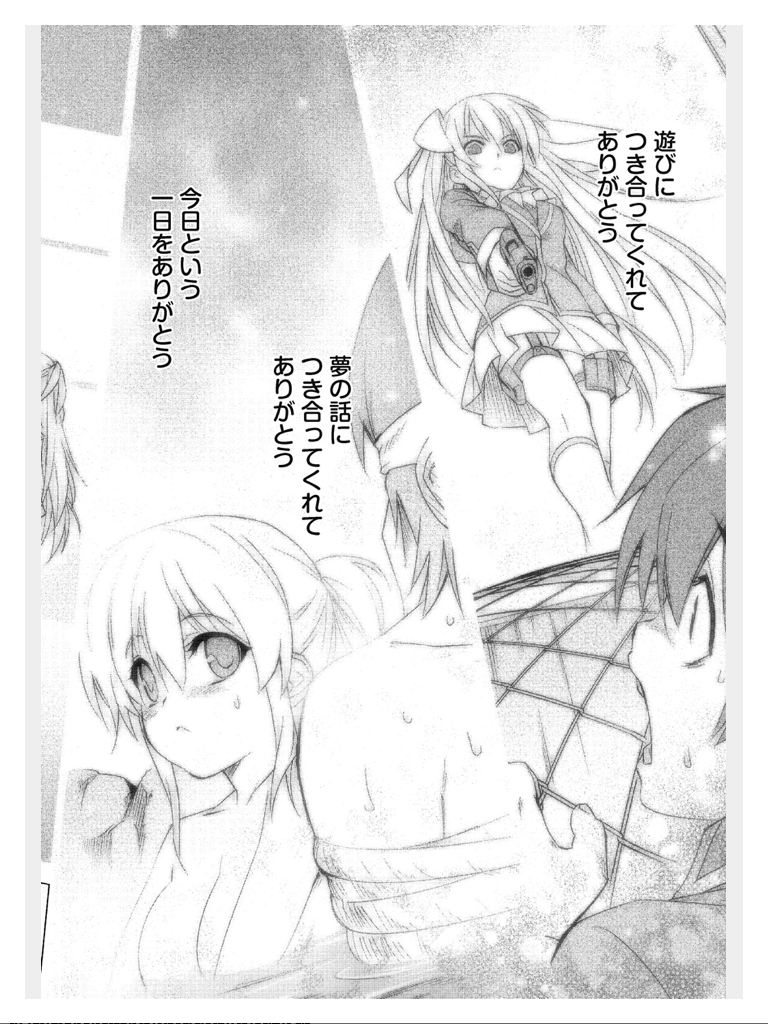 遊びに
つき合ってくれて
ありがとう
夢の話に
つき合ってくれて
ありがとう
今日という
一日をありがとう